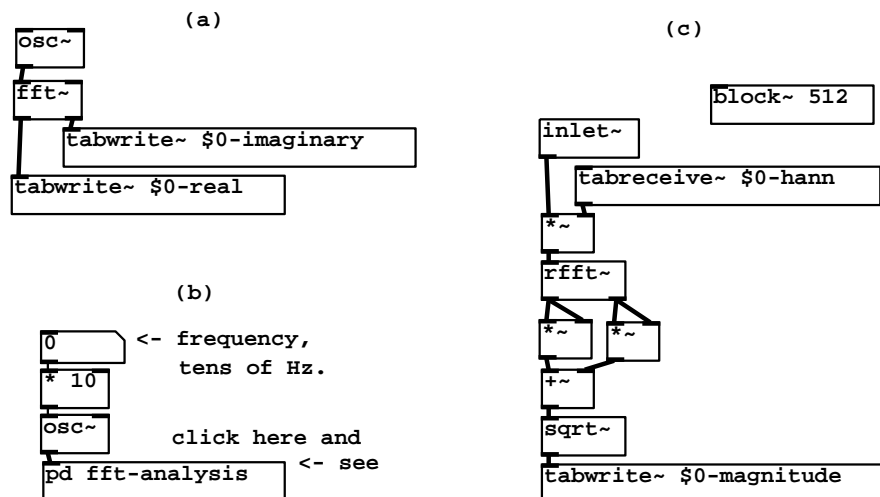 (a)
osc~
fft~
tabwrite~ $0-imaginary
tabwrite~ $0-real
(b)
0
<- frequency,
tens of Hz.
* 10
osc~
click here and
<- see
pd fft-analysis
(c)
block~ 512
inlet~
tabreceive~ $0-hann
*~
rfft~
*~
*~
+~
sqrt~
tabwrite~ $0-magnitude